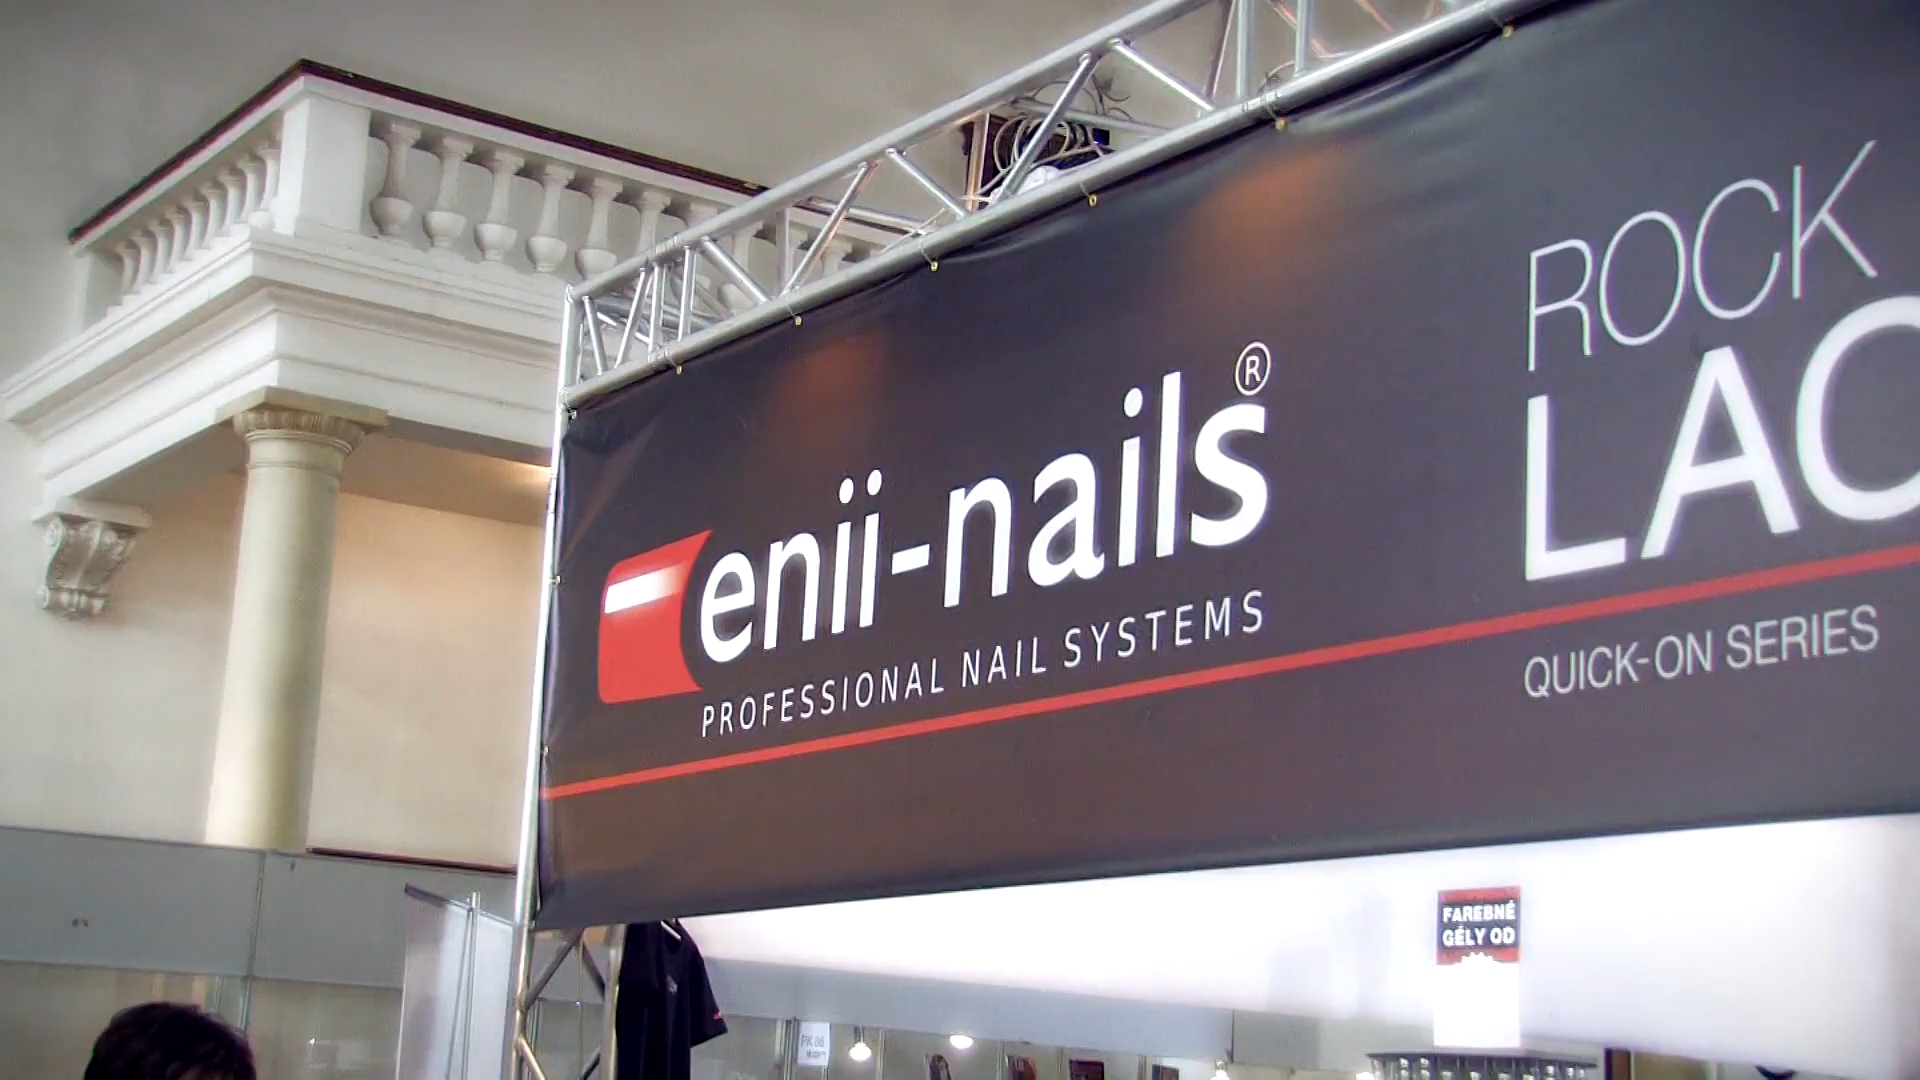 enii-nails®
PROFESSIONAL NAIL SYSTEMS
ROCK
LAC
QUICK-ON SERIES
FAREBNÉ
GÉLY OD